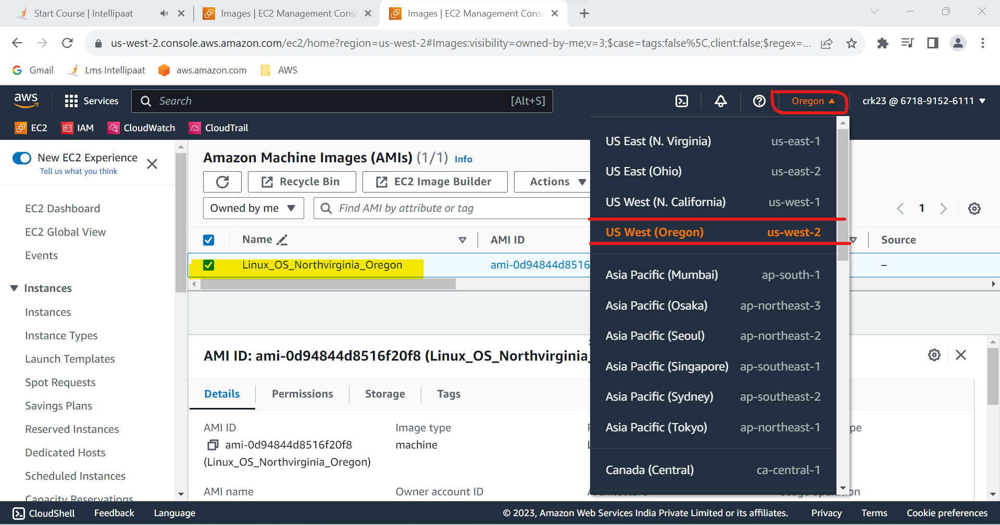 Start Course | Intellipaat
Images | EC2 Management Conso
Images | EC2 Management Conso
us-west-2.console.aws.amazon.com/ec2/home?region=us-west-2#Images:visibility=owned-by-me;v=3;$case=tags:false%5C,client:false;$regex=...
Gmail
Lms Intellipaat
aws.amazon.com
AWS
aws
Services
Search
[Alt+S]
Oregon
crk23 @ 6718-9152-6111
EC2
IAM
CloudWatch
CloudTrail
New EC2 Experience
Tell us what you think
EC2 Dashboard
EC2 Global View
Events
Instances
Instances
Instance Types
Launch Templates
Spot Requests
Savings Plans
Reserved Instances
Dedicated Hosts
Scheduled Instances
Capacity Reservations
Amazon Machine Images (AMIs) (1/1) Info
Recycle Bin
EC2 Image Builder
Actions
Owned by me
Find AMI by attribute or tag
1
Name
AMI ID
Source
Linux_OS_Northvirginia_Oregon
ami-0d94844d8516
–
AMI ID: ami-0d94844d8516f20f8 (Linux_OS_Northvirginia_
Details
Permissions
Storage
Tags
AMI ID
ami-0d94844d8516f20f8
(Linux_OS_Northvirginia_Oregon)
Image type
machine
pe
AMI name
Owner account ID
US East (N. Virginia) us-east-1
US East (Ohio) us-east-2
US West (N. California) us-west-1
US West (Oregon) us-west-2
Asia Pacific (Mumbai) ap-south-1
Asia Pacific (Osaka) ap-northeast-3
Asia Pacific (Seoul) ap-northeast-2
Asia Pacific (Singapore) ap-southeast-1
Asia Pacific (Sydney) ap-southeast-2
Asia Pacific (Tokyo) ap-northeast-1
Canada (Central) ca-central-1
CloudShell
Feedback
Language
© 2023, Amazon Web Services India Private Limited or its affiliates.
Privacy
Terms
Cookie preferences